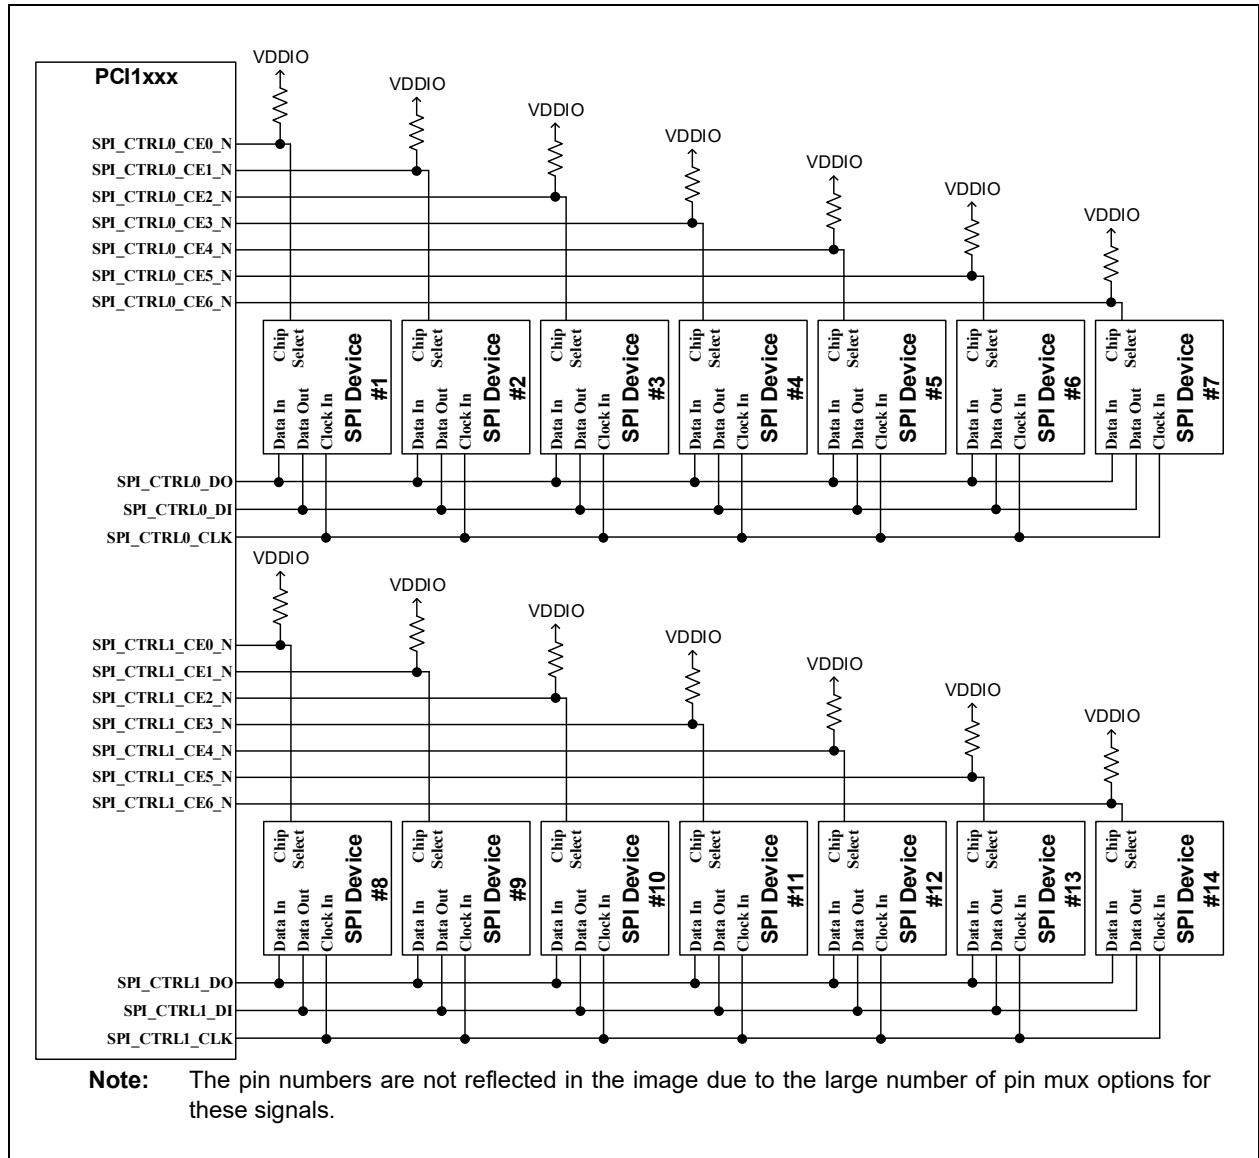 PCI1xxx
VDDIO
VDDIO
VDDIO
VDDIO
VDDIO
VDDIO
VDDIO
SPI_CTRL0_CE0_N
SPI_CTRL0_CE1_N
SPI_CTRL0_CE2_N
SPI_CTRL0_CE3_N
SPI_CTRL0_CE4_N
SPI_CTRL0_CE5_N
SPI_CTRL0_CE6_N
Chip
Select
Data In
Data Out
Clock In
SPI Device
#1
Chip
Select
Data In
Data Out
Clock In
SPI Device
#2
Chip
Select
Data In
Data Out
Clock In
SPI Device
#3
Chip
Select
Data In
Data Out
Clock In
SPI Device
#4
Chip
Select
Data In
Data Out
Clock In
SPI Device
#5
Chip
Select
Data In
Data Out
Clock In
SPI Device
#6
Chip
Select
Data In
Data Out
Clock In
SPI Device
#7
SPI_CTRL0_DO
SPI_CTRL0_DI
SPI_CTRL0_CLK
VDDIO
VDDIO
VDDIO
VDDIO
VDDIO
VDDIO
VDDIO
SPI_CTRL1_CE0_N
SPI_CTRL1_CE1_N
SPI_CTRL1_CE2_N
SPI_CTRL1_CE3_N
SPI_CTRL1_CE4_N
SPI_CTRL1_CE5_N
SPI_CTRL1_CE6_N
Chip
Select
Data In
Data Out
Clock In
SPI Device
#8
Chip
Select
Data In
Data Out
Clock In
SPI Device
#9
Chip
Select
Data In
Data Out
Clock In
SPI Device
#10
Chip
Select
Data In
Data Out
Clock In
SPI Device
#11
Chip
Select
Data In
Data Out
Clock In
SPI Device
#12
Chip
Select
Data In
Data Out
Clock In
SPI Device
#13
Chip
Select
Data In
Data Out
Clock In
SPI Device
#14
SPI_CTRL1_DO
SPI_CTRL1_DI
SPI_CTRL1_CLK
Note: The pin numbers are not reflected in the image due to the large number of pin mux options for
these signals.